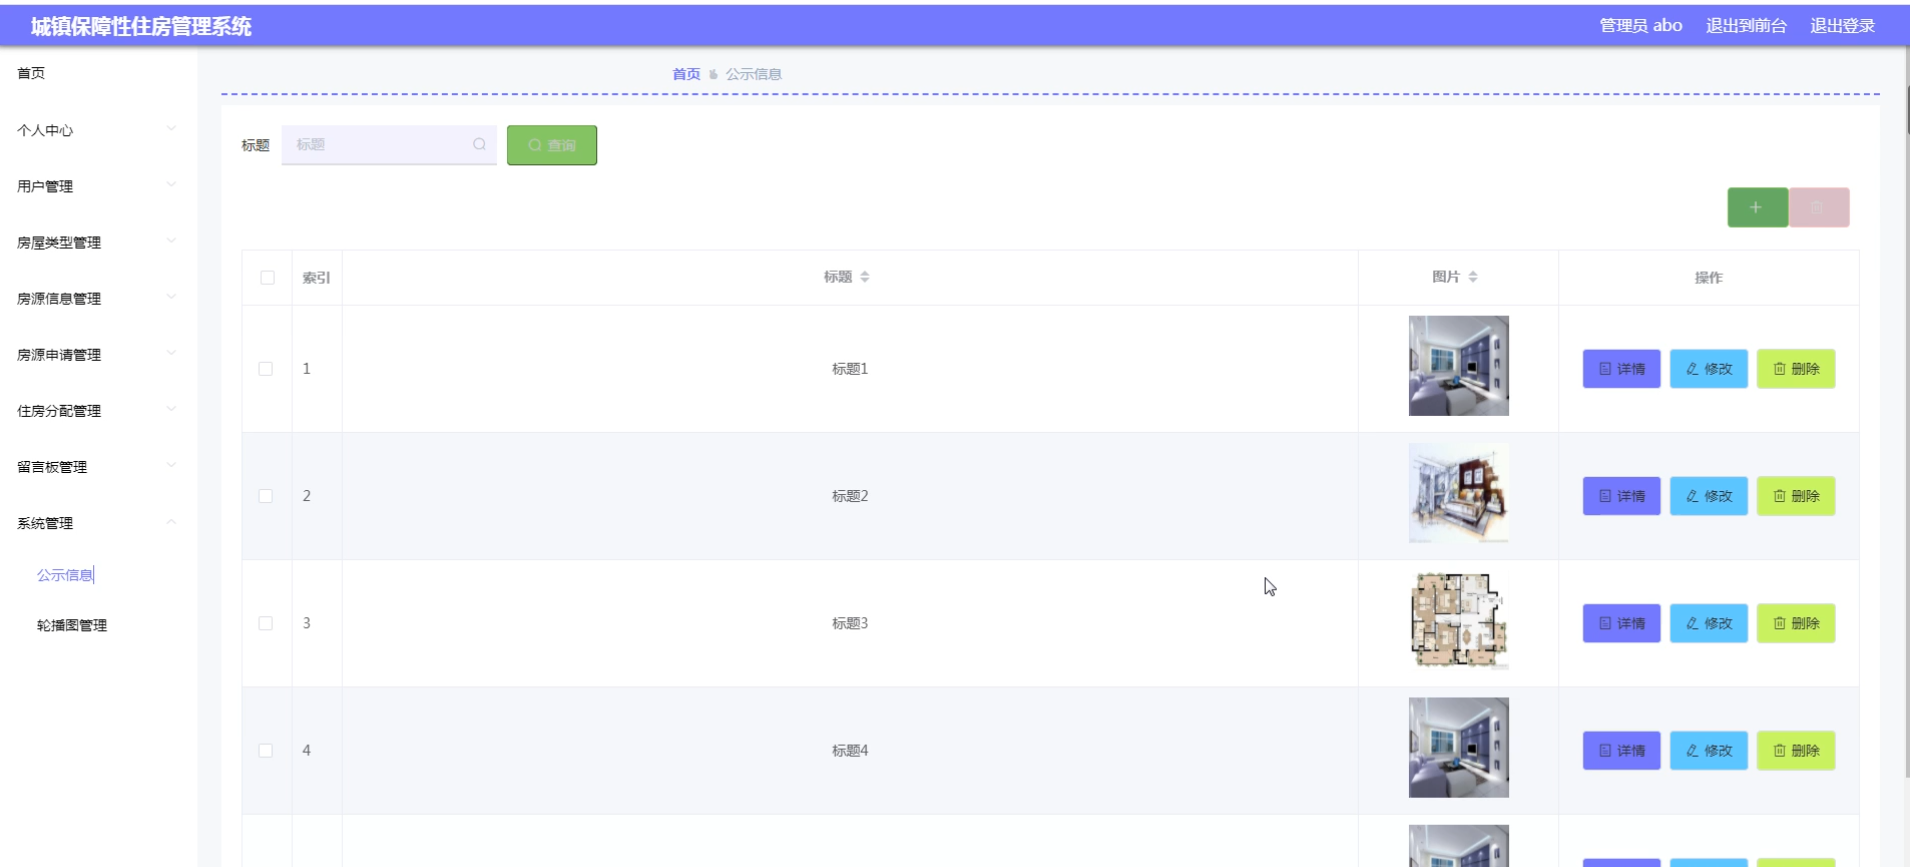 城镇保障性住房管理系统
管理员 abo 退出到前台 退出登录
首页
个人中心
用户管理
房屋类型管理
房源信息管理
房源申请管理
住房分配管理
留言板管理
系统管理
公示信息
轮播图管理
首页 公示信息
标题 标题 查询
+
索引 标题 图片 操作
1 标题1 详情 修改 删除
2 标题2 详情 修改 删除
3 标题3 详情 修改 删除
4 标题4 详情 修改 删除